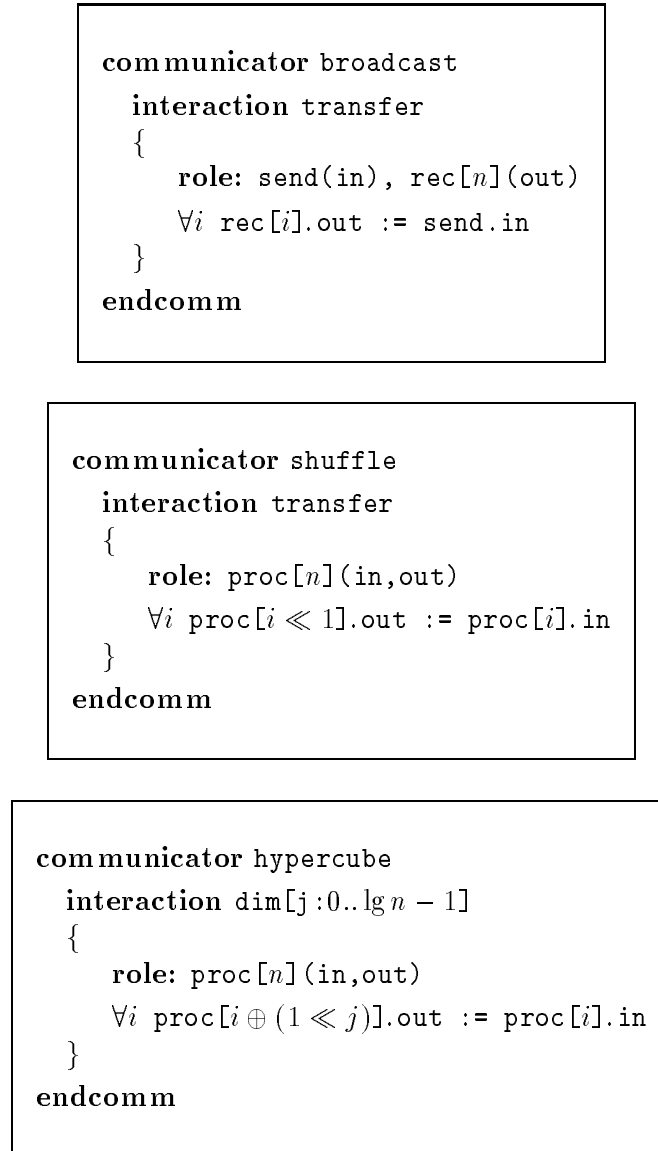 communicator broadcast
interaction transfer
{
role: send(in), rec[n](out)
∀i rec[i].out := send.in
}
endcomm
communicator shuffle
interaction transfer
{
role: proc[n](in,out)
∀i proc[i ≪ 1].out := proc[i].in
}
endcomm
communicator hypercube
interaction dim[j:0.. lg n − 1]
{
role: proc[n](in,out)
∀i proc[i ⊕ (1 ≪ j)].out := proc[i].in
}
endcomm